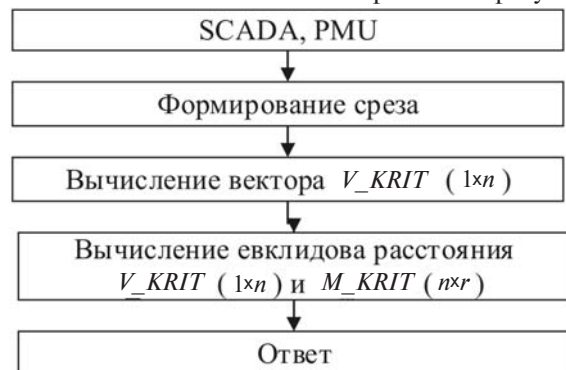 SCADA, PMU
Формирование среза
Вычисление вектора V_KRIT ( 1×n )
Вычисление евклидова расстояния
V_KRIT ( 1×n ) и M_KRIT ( n×r )
Ответ